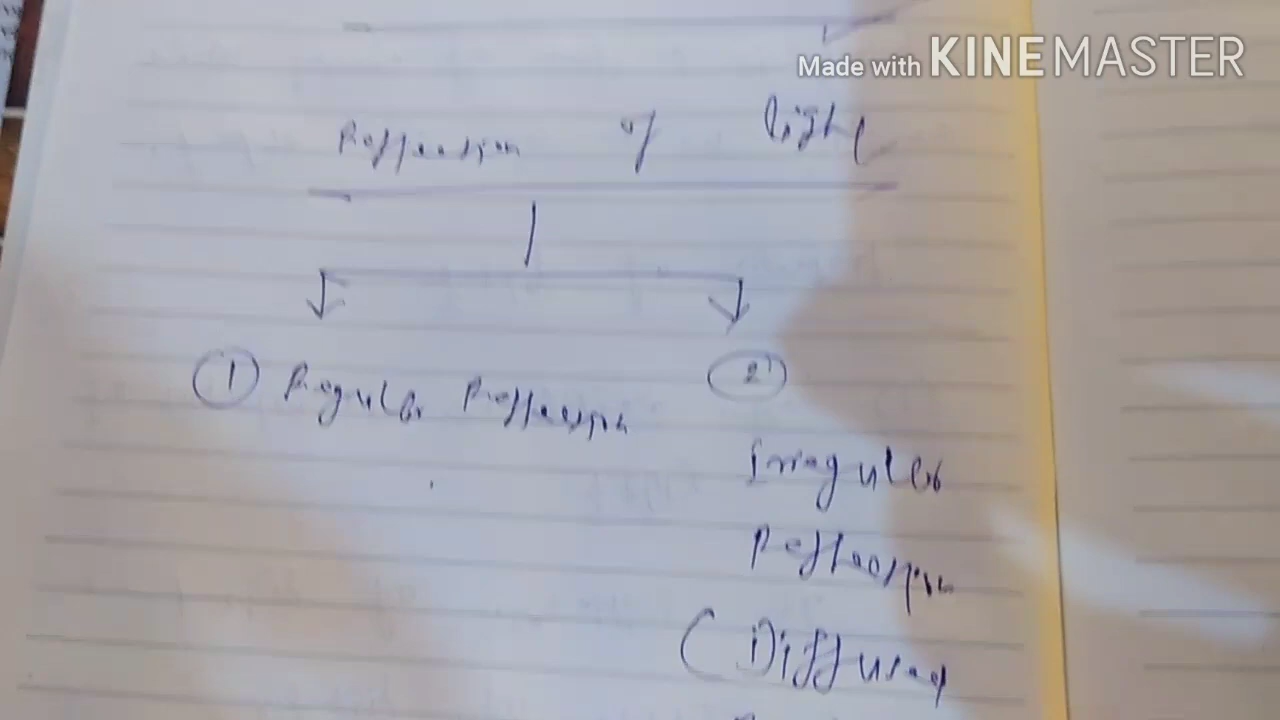 Made with KINEMASTER
Reflection of light
1 Regular Reflection
2
Irregular
Reflection
(Diffused